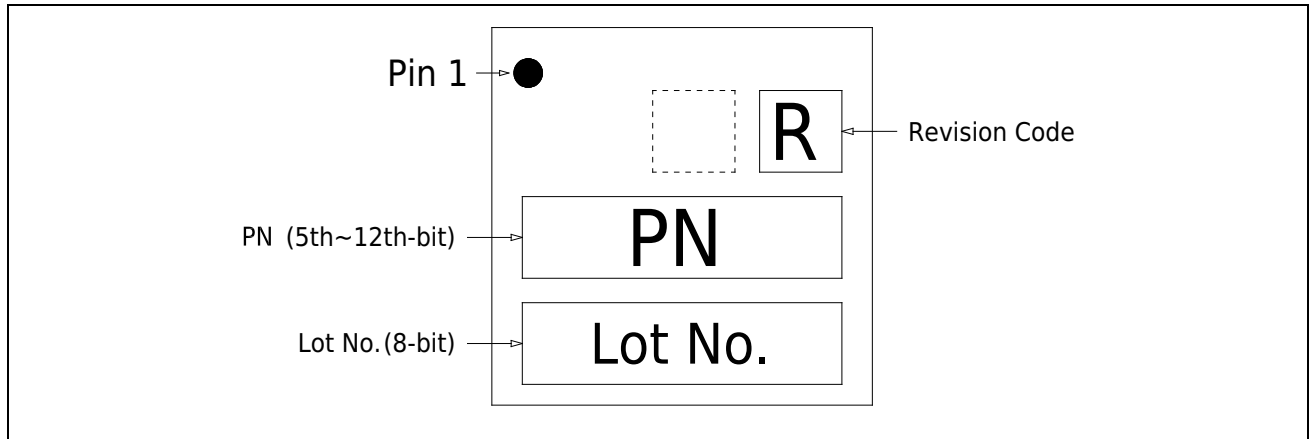 Pin 1
R
Revision Code
PN (5th~12th-bit)
PN
Lot No.(8-bit)
Lot No.